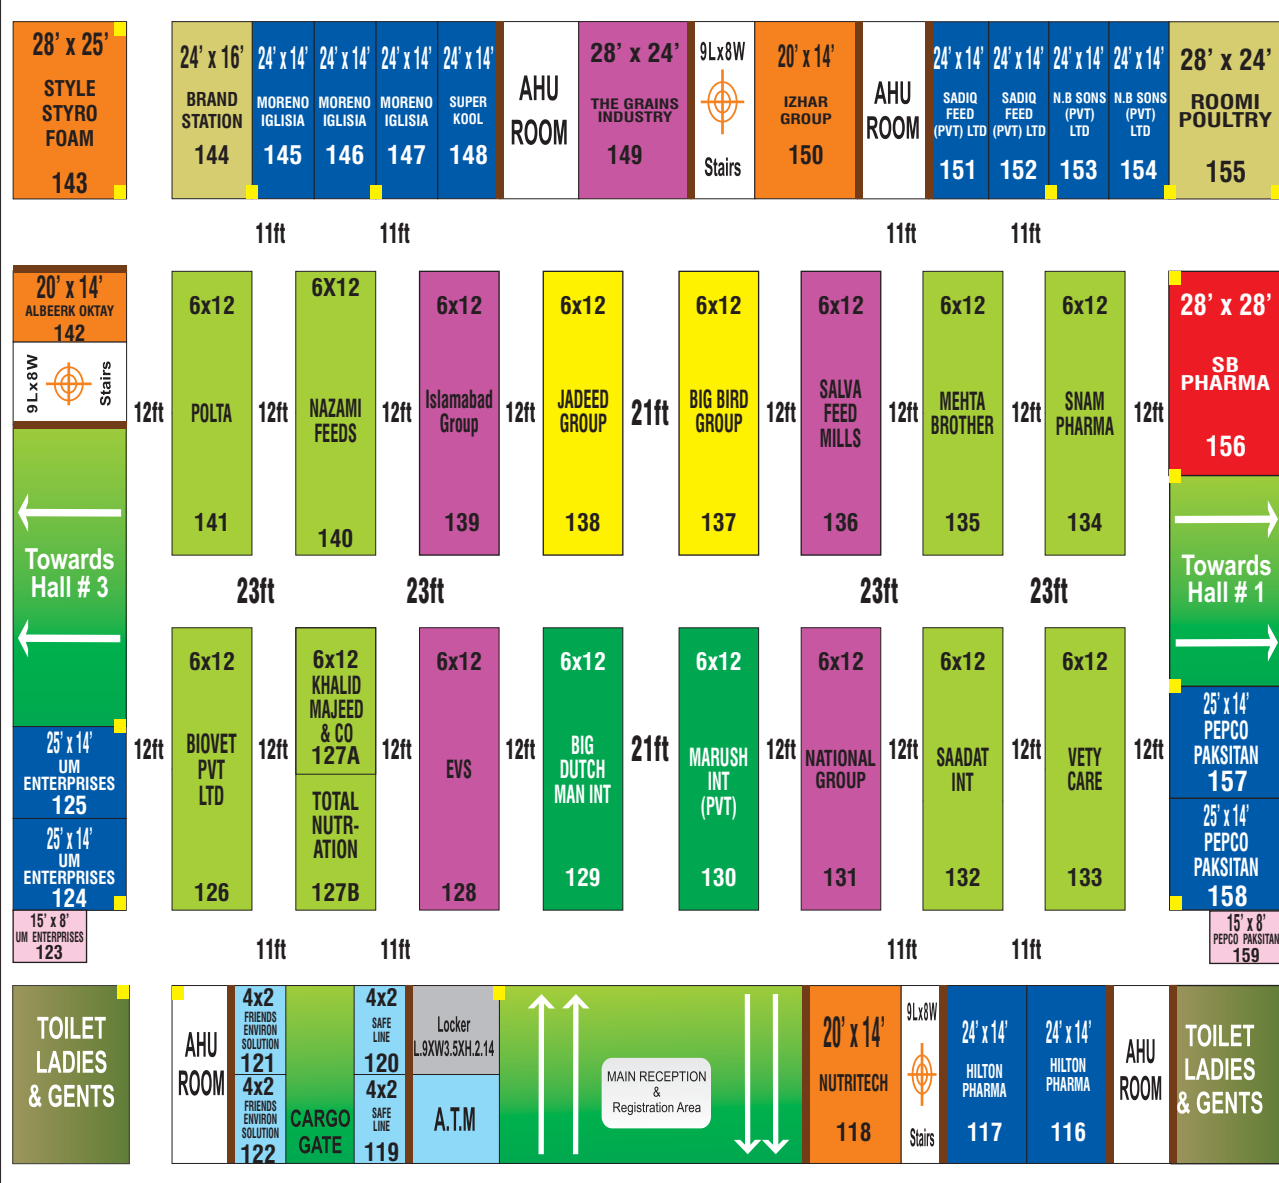 28' x 25'
STYLE
STYRO
FOAM
143
24' x 16'
BRAND
STATION
144
24' x 14'
MORENO
IGLISIA
145
24' x 14'
MORENO
IGLISIA
146
24' x 14'
MORENO
IGLISIA
147
24' x 14'
SUPER
KOOL
148
AHU
ROOM
28' x 24'
THE GRAINS
INDUSTRY
149
9Lx8W
Stairs
20' x 14'
IZHAR
GROUP
150
AHU
ROOM
24' x 14'
SADIQ
FEED
(PVT) LTD
151
24' x 14'
SADIQ
FEED
(PVT) LTD
152
24' x 14'
N.B SONS
(PVT)
LTD
153
24' x 14'
N.B SONS
(PVT)
LTD
154
28' x 24'
ROOMI
POULTRY
155
11ft
11ft
11ft
11ft
20' x 14'
ALBEERK OKTAY
142
9Lx8W
Stairs
12ft
6x12
POLTA
141
12ft
6X12
NAZAMI
FEEDS
140
12ft
6x12
Islamabad
Group
139
12ft
6x12
JADEED
GROUP
138
21ft
6x12
BIG BIRD
GROUP
137
12ft
6x12
SALVA
FEED
MILLS
136
12ft
6x12
MEHTA
BROTHER
135
12ft
6x12
SNAM
PHARMA
134
12ft
28' x 28'
SB
PHARMA
156
Towards
Hall # 3
23ft
23ft
23ft
23ft
Towards
Hall # 1
25' x 14'
UM
ENTERPRISES
125
25' x 14'
UM
ENTERPRISES
124
15' x 8'
UM ENTERPRISES
123
12ft
6x12
BIOVET
PVT
LTD
126
12ft
6x12
KHALID
MAJEED
& CO
127A
TOTAL
NUTR-
ATION
127B
12ft
6x12
EVS
128
12ft
6x12
BIG
DUTCH
MAN INT
129
21ft
6x12
MARUSH
INT
(PVT)
130
12ft
6x12
NATIONAL
GROUP
131
12ft
6x12
SAADAT
INT
132
12ft
6x12
VETY
CARE
133
12ft
25' x 14'
PEPCO
PAKSITAN
157
25' x 14'
PEPCO
PAKSITAN
158
15' x 8'
PEPCO PAKSITAN
159
11ft
11ft
11ft
11ft
TOILET
LADIES
& GENTS
AHU
ROOM
4x2
FRIENDS
ENVIRON
SOLUTION
121
4x2
FRIENDS
ENVIRON
SOLUTION
122
CARGO
GATE
4x2
SAFE
LINE
120
4x2
SAFE
LINE
119
Locker
L.9XW3.5XH.2.14
A.T.M
MAIN RECEPTION
&
Registration Area
20' x 14'
NUTRITECH
118
9Lx8W
Stairs
24' x 14'
HILTON
PHARMA
117
24' x 14'
HILTON
PHARMA
116
AHU
ROOM
TOILET
LADIES
& GENTS